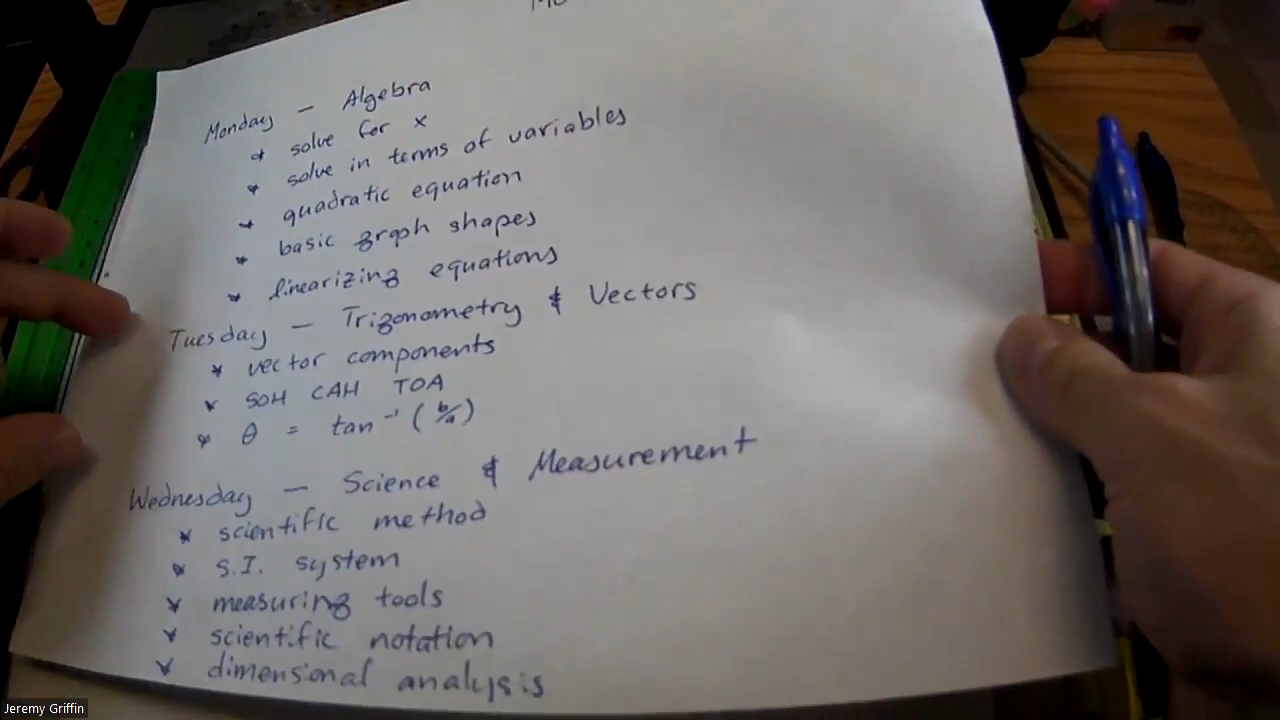 Monday — Algebra
* solve for x
* solve in terms of variables
* quadratic equation
* basic graph shapes
* linearizing equations
Tuesday — Trigonometry & Vectors
* vector components
* SOH CAH TOA
* θ = tan⁻¹ (b/a)
Wednesday — Science & Measurement
* scientific method
* S.I. system
* measuring tools
* scientific notation
* dimensional analysis
Jeremy Griffin